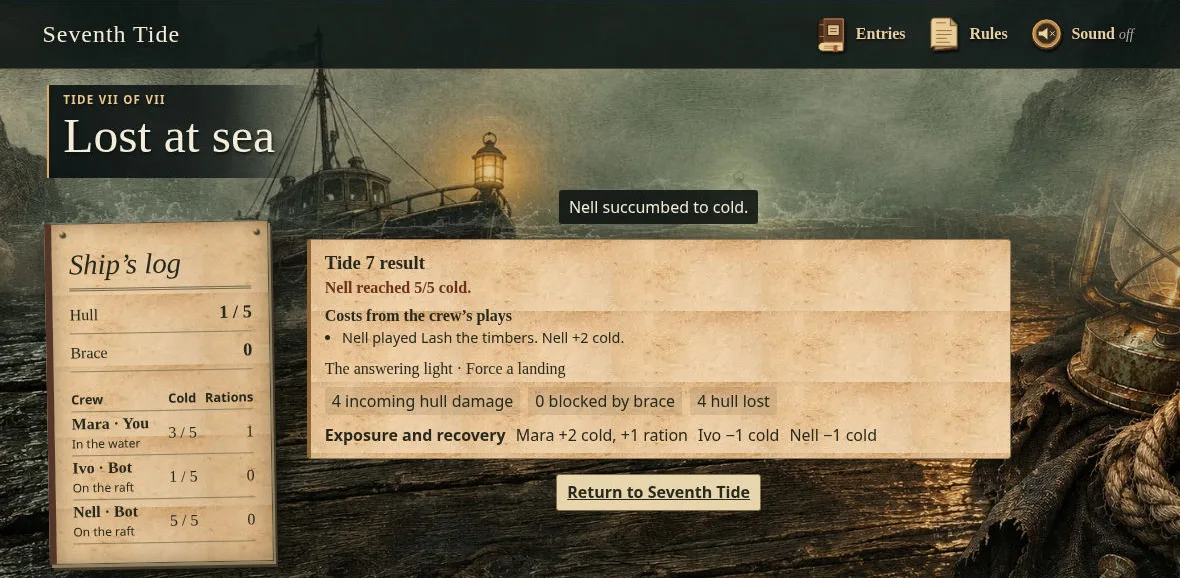 Seventh Tide
Entries
Rules
Sound off
TIDE VII OF VII
Lost at sea
Nell succumbed to cold.
Ship’s log
Hull 1 / 5
Brace 0
Crew Cold Rations
Mara · You 3 / 5 1
In the water
Ivo · Bot 1 / 5 0
On the raft
Nell · Bot 5 / 5 0
On the raft
Tide 7 result
Nell reached 5/5 cold.
Costs from the crew’s plays
• Nell played Lash the timbers. Nell +2 cold.
The answering light · Force a landing
4 incoming hull damage 0 blocked by brace 4 hull lost
Exposure and recovery Mara +2 cold, +1 ration Ivo −1 cold Nell −1 cold
Return to Seventh Tide